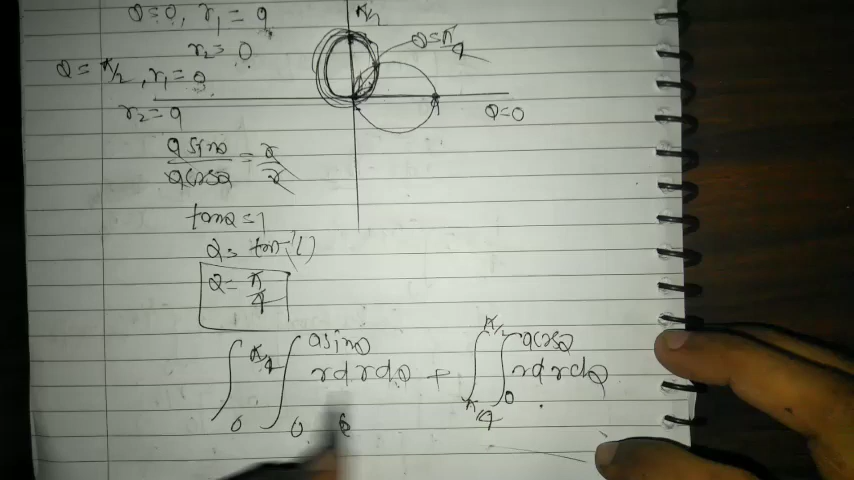 θ=0, r₁ = a
r₂ = 0
θ = π/2, r₁ = 0
r₂ = a
π/2
θ = π/4
θ=0
a sinθ / a cosθ = r/r
tanθ = 1
θ = tan⁻¹(1)
θ = π/4
∫₀^{π/4} ∫₀^{a sinθ} r dr dθ + ∫_{π/4}^{π/2} ∫₀^{a cosθ} r dr dθ